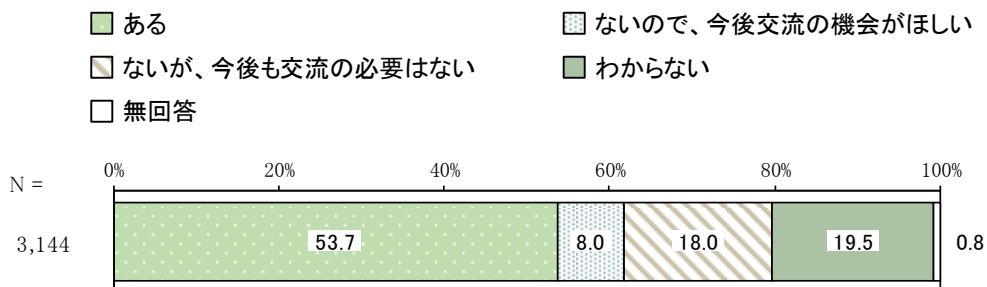 ある
ないので、今後交流の機会がほしい
ないが、今後も交流の必要はない
わからない
無回答
N =
0%
20%
40%
60%
80%
100%
3,144
53.7
8.0
18.0
19.5
0.8